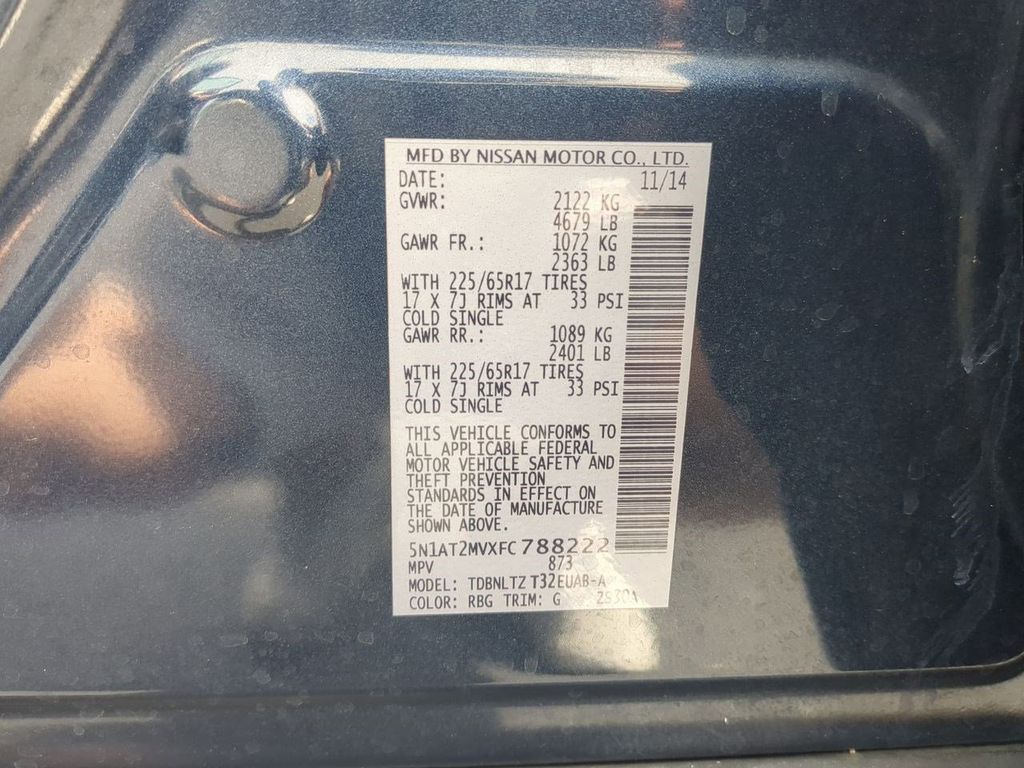 MFD BY NISSAN MOTOR CO., LTD.
DATE: 11/14
GVWR: 2122 KG
4679 LB
GAWR FR.: 1072 KG
2363 LB
WITH 225/65R17 TIRES
17 X 7J RIMS AT 33 PSI
COLD SINGLE
GAWR RR.: 1089 KG
2401 LB
WITH 225/65R17 TIRES
17 X 7J RIMS AT 33 PSI
COLD SINGLE
THIS VEHICLE CONFORMS TO
ALL APPLICABLE FEDERAL
MOTOR VEHICLE SAFETY AND
THEFT PREVENTION
STANDARDS IN EFFECT ON
THE DATE OF MANUFACTURE
SHOWN ABOVE.
5N1AT2MVXFC788222
MPV 873
MODEL: TDBNLTZ T32EUAB-A
COLOR: RBG TRIM: G